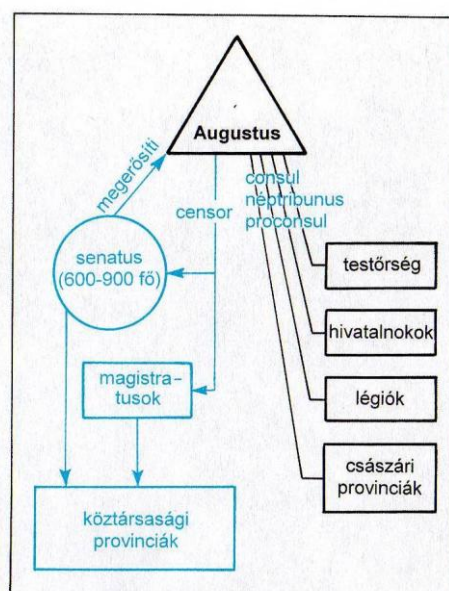 Augustus
megerősíti
censor
consul
néptribunus
proconsul
senatus
(600-900 fő)
testőrség
hivatalnokok
magistra-
tusok
légiók
császári
provinciák
köztársasági
provinciák